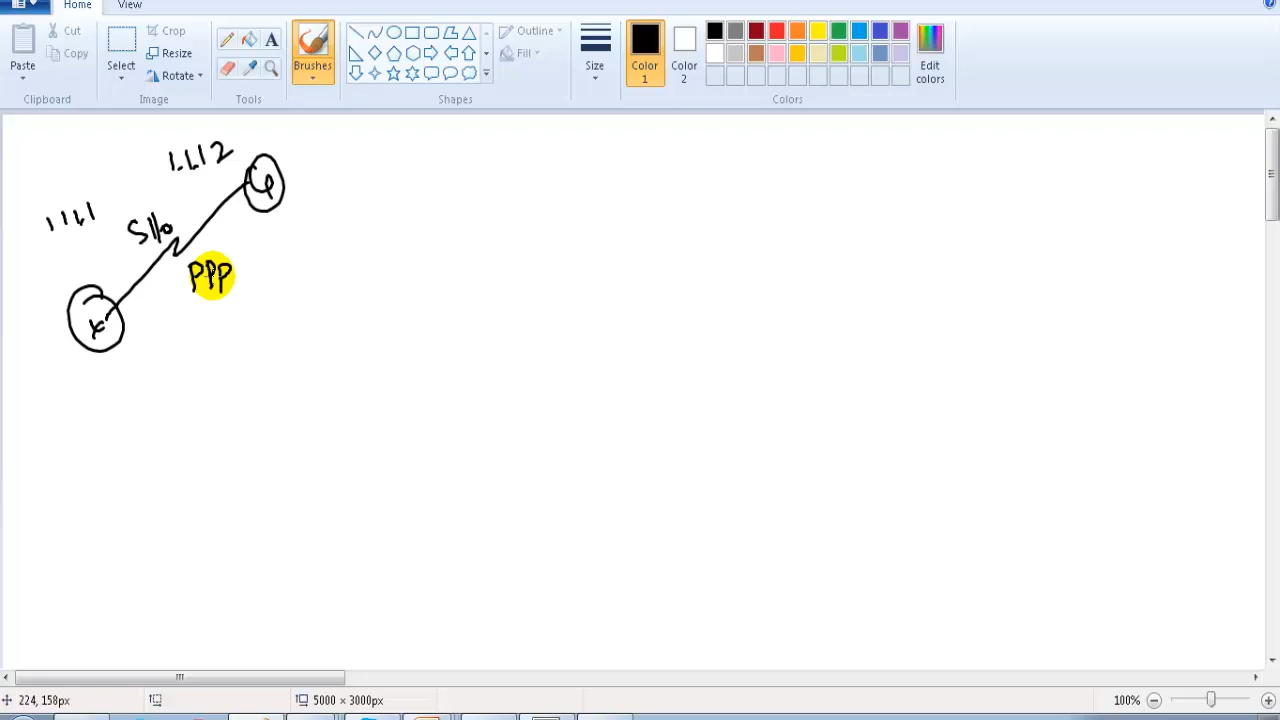 Home
View
Paste
Crop
Copy
Clipboard
Select
Resize
Rotate
Image
A
Tools
Brushes
Outline
Fill
Shapes
Size
Color 1
Color 2
Edit colors
Colors
1.1.1.2
1.1.1.1
S1/0
PPP
224, 158px
5000 × 3000px
100%